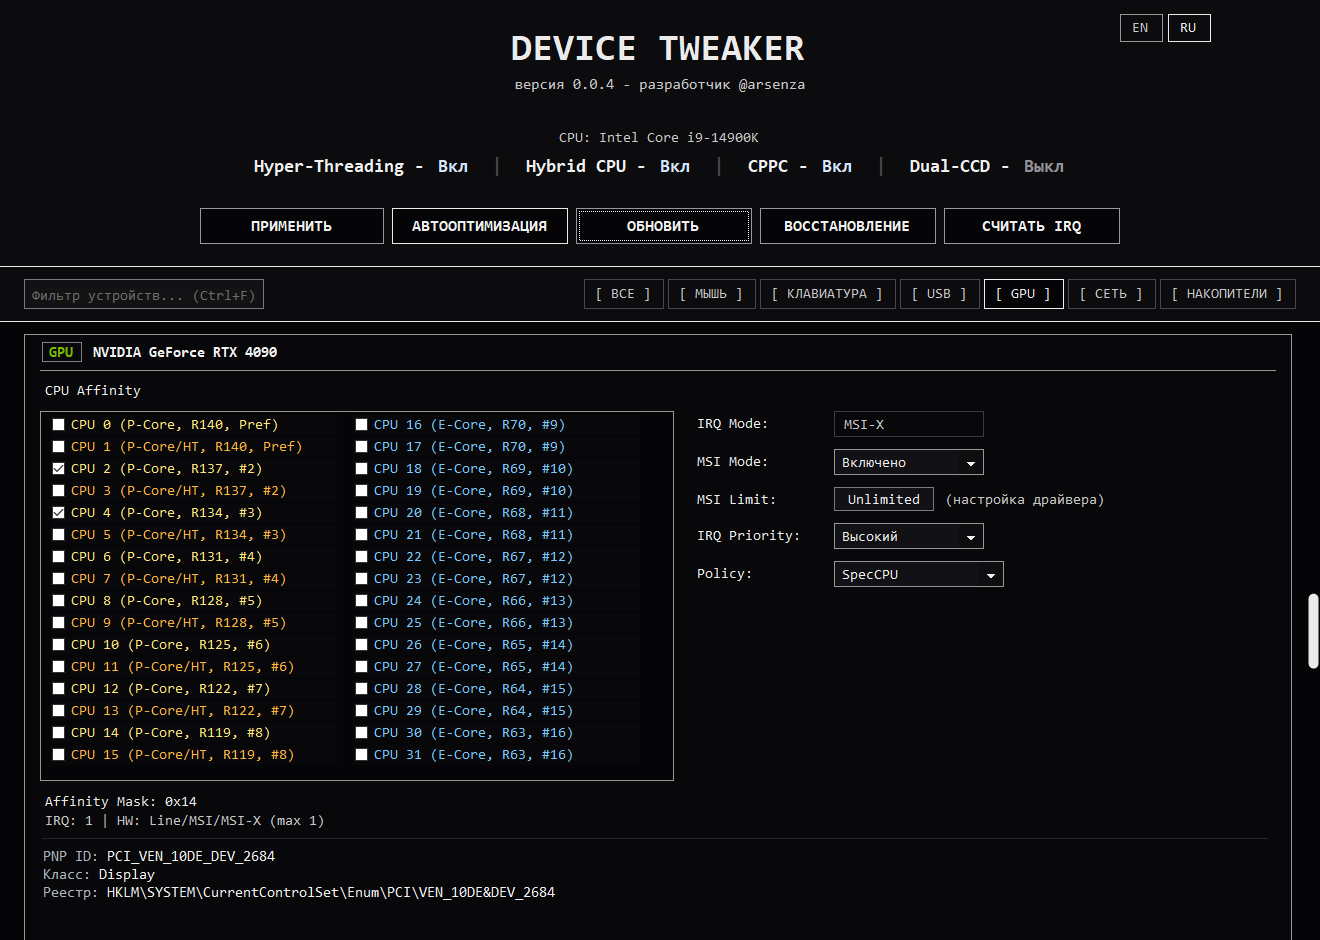 EN RU
DEVICE TWEAKER
версия 0.0.4 - разработчик @arsenza
CPU: Intel Core i9-14900K
Hyper-Threading - Вкл | Hybrid CPU - Вкл | CPPC - Вкл | Dual-CCD - Выкл
ПРИМЕНИТЬ АВТООПТИМИЗАЦИЯ ОБНОВИТЬ ВОССТАНОВЛЕНИЕ СЧИТАТЬ IRQ
Фильтр устройств... (Ctrl+F) [ ВСЕ ] [ МЫШЬ ] [ КЛАВИАТУРА ] [ USB ] [ GPU ] [ СЕТЬ ] [ НАКОПИТЕЛИ ]
GPU NVIDIA GeForce RTX 4090
CPU Affinity
CPU 0 (P-Core, R140, Pref)
CPU 1 (P-Core/HT, R140, Pref)
CPU 2 (P-Core, R137, #2)
CPU 3 (P-Core/HT, R137, #2)
CPU 4 (P-Core, R134, #3)
CPU 5 (P-Core/HT, R134, #3)
CPU 6 (P-Core, R131, #4)
CPU 7 (P-Core/HT, R131, #4)
CPU 8 (P-Core, R128, #5)
CPU 9 (P-Core/HT, R128, #5)
CPU 10 (P-Core, R125, #6)
CPU 11 (P-Core/HT, R125, #6)
CPU 12 (P-Core, R122, #7)
CPU 13 (P-Core/HT, R122, #7)
CPU 14 (P-Core, R119, #8)
CPU 15 (P-Core/HT, R119, #8)
CPU 16 (E-Core, R70, #9)
CPU 17 (E-Core, R70, #9)
CPU 18 (E-Core, R69, #10)
CPU 19 (E-Core, R69, #10)
CPU 20 (E-Core, R68, #11)
CPU 21 (E-Core, R68, #11)
CPU 22 (E-Core, R67, #12)
CPU 23 (E-Core, R67, #12)
CPU 24 (E-Core, R66, #13)
CPU 25 (E-Core, R66, #13)
CPU 26 (E-Core, R65, #14)
CPU 27 (E-Core, R65, #14)
CPU 28 (E-Core, R64, #15)
CPU 29 (E-Core, R64, #15)
CPU 30 (E-Core, R63, #16)
CPU 31 (E-Core, R63, #16)
IRQ Mode: MSI-X
MSI Mode: Включено
MSI Limit: Unlimited (настройка драйвера)
IRQ Priority: Высокий
Policy: SpecCPU
Affinity Mask: 0x14
IRQ: 1 | HW: Line/MSI/MSI-X (max 1)
PNP ID: PCI_VEN_10DE_DEV_2684
Класс: Display
Реестр: HKLM\SYSTEM\CurrentControlSet\Enum\PCI\VEN_10DE&DEV_2684